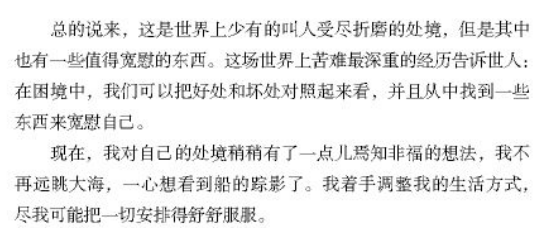 总的说来，这是世界上少有的叫人受尽折磨的处境，但是其中
也有一些值得宽慰的东西。这场世界上苦难最深重的经历告诉世人：
在困境中，我们可以把好处和坏处对照起来看，并且从中找到一些
东西来宽慰自己。
现在，我对自己的处境稍稍有了一点儿焉知非福的想法，我不
再远眺大海，一心想看到船的踪影了。我着手调整我的生活方式，
尽我可能把一切安排得舒舒服服。